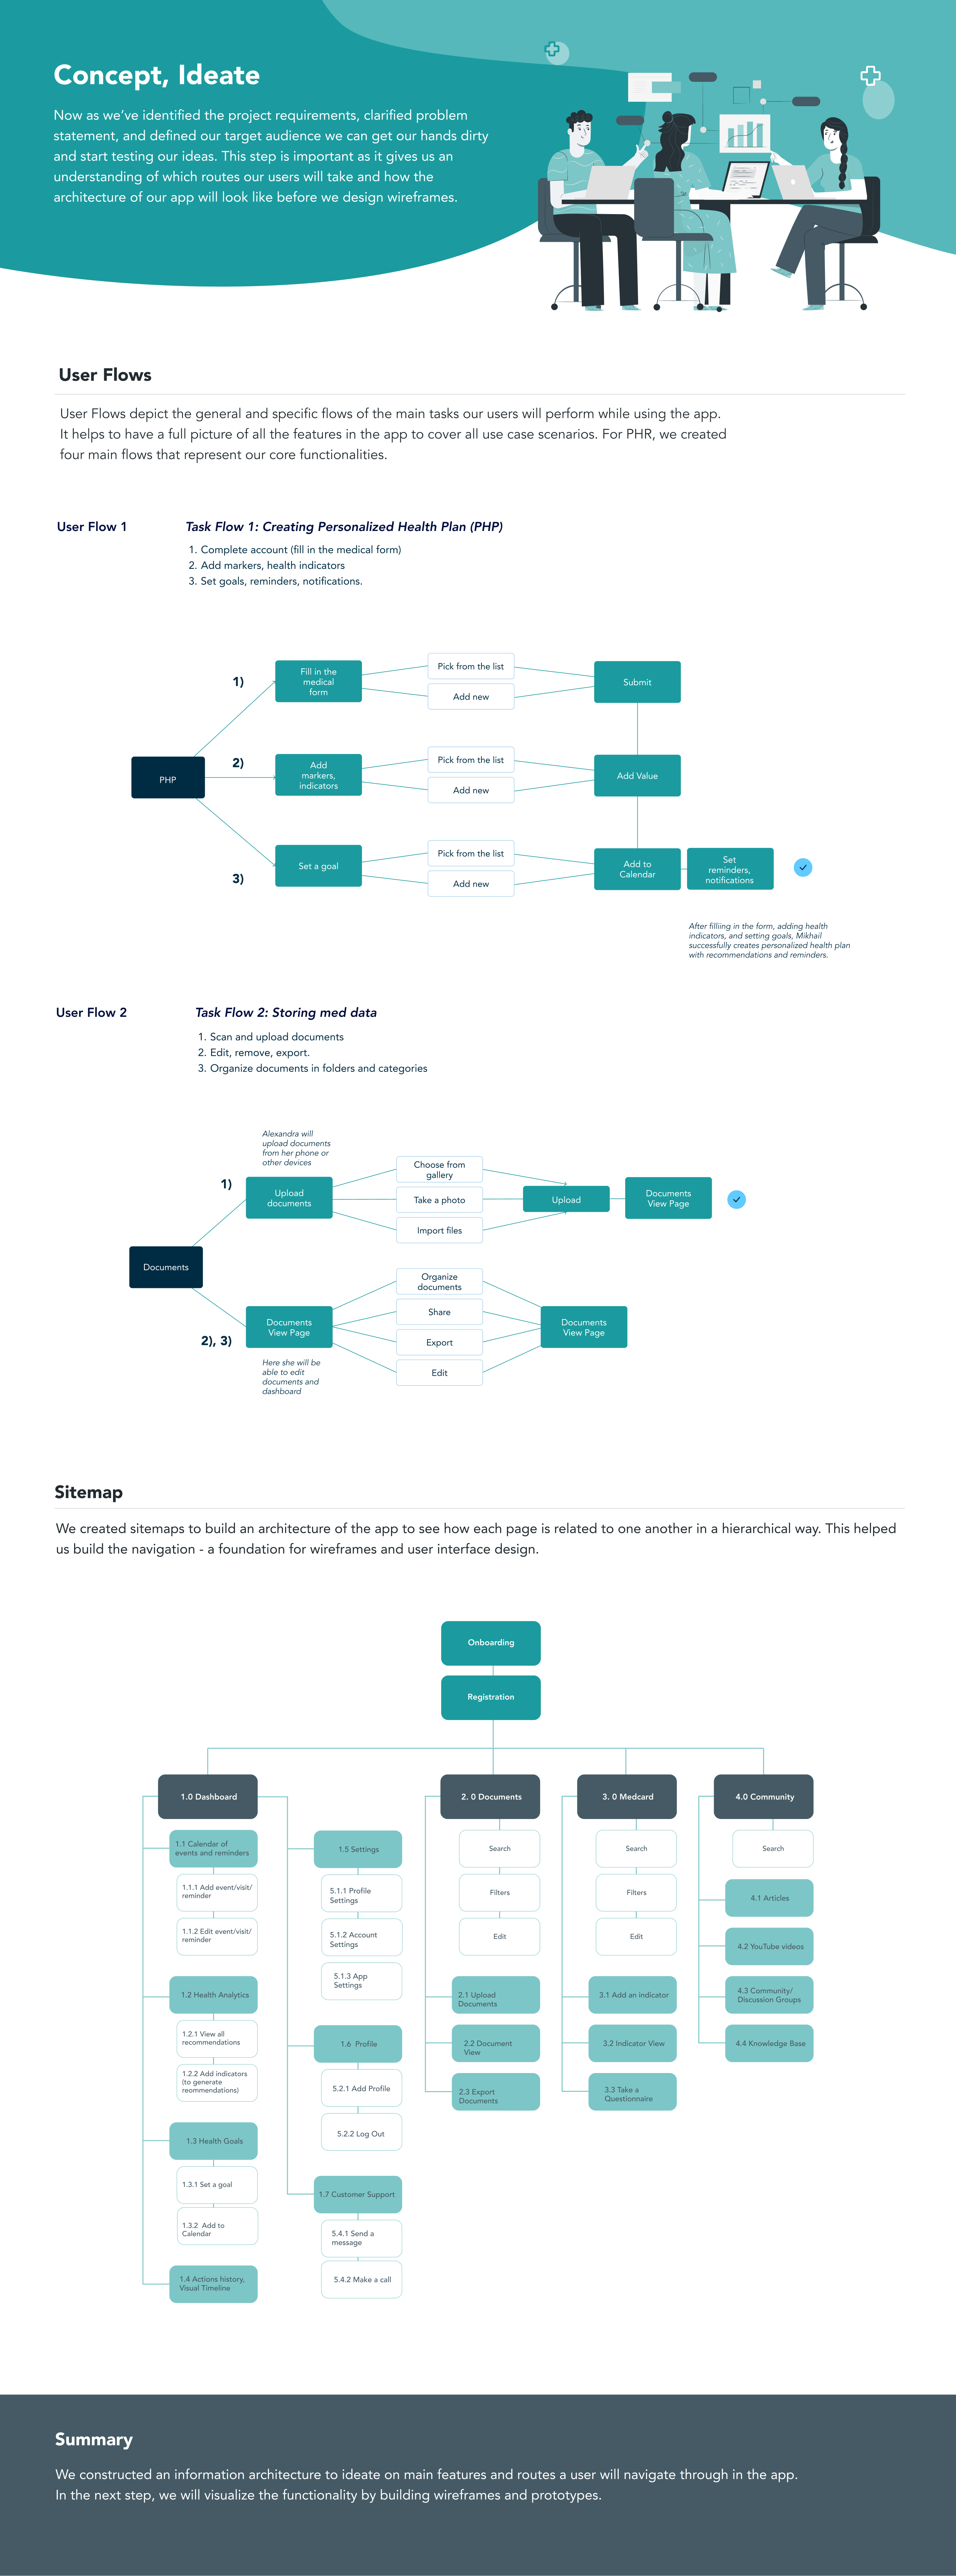 Concept, Ideate
Now as we've identified the project requirements, clarified problem
statement, and defined our target audience we can get our hands dirty
and start testing our ideas. This step is important as it gives us an
understanding of which routes our users will take and how the
architecture of our app will look like before we design wireframes.
User Flows
User Flows depict the general and specific flows of the main tasks our users will perform while using the app.
It helps to have a full picture of all the features in the app to cover all use case scenarios. For PHR, we created
four main flows that represent our core functionalities.
User Flow 1
Task Flow 1: Creating Personalized Health Plan (PHP)
1. Complete account (fill in the medical form)
2. Add markers, health indicators
3. Set goals, reminders, notifications.
PHP
1)
Fill in the
medical
form
Pick from the list
Add new
Submit
2)
Add
markers,
indicators
Pick from the list
Add new
Add Value
3)
Set a goal
Pick from the list
Add new
Add to
Calendar
Set
reminders,
notifications
After filliing in the form, adding health
indicators, and setting goals, Mikhail
successfully creates personalized health plan
with recommendations and reminders.
User Flow 2
Task Flow 2: Storing med data
1. Scan and upload documents
2. Edit, remove, export.
3. Organize documents in folders and categories
Alexandra will
upload documents
from her phone or
other devices
Documents
1)
Upload
documents
Choose from
gallery
Take a photo
Import files
Upload
Documents
View Page
2), 3)
Documents
View Page
Organize
documents
Share
Export
Edit
Documents
View Page
Here she will be
able to edit
documents and
dashboard
Sitemap
We created sitemaps to build an architecture of the app to see how each page is related to one another in a hierarchical way. This helped
us build the navigation - a foundation for wireframes and user interface design.
Onboarding
Registration
1.0 Dashboard
1.1 Calendar of
events and reminders
1.1.1 Add event/visit/
reminder
1.1.2 Edit event/visit/
reminder
1.2 Health Analytics
1.2.1 View all
recommendations
1.2.2 Add indicators
(to generate
reommendations)
1.3 Health Goals
1.3.1 Set a goal
1.3.2 Add to
Calendar
1.4 Actions history,
Visual Timeline
1.5 Settings
5.1.1 Profile
Settings
5.1.2 Account
Settings
5.1.3 App
Settings
1.6 Profile
5.2.1 Add Profile
5.2.2 Log Out
1.7 Customer Support
5.4.1 Send a
message
5.4.2 Make a call
2. 0 Documents
Search
Filters
Edit
2.1 Upload
Documents
2.2 Document
View
2.3 Export
Documents
3. 0 Medcard
Search
Filters
Edit
3.1 Add an indicator
3.2 Indicator View
3.3 Take a
Questionnaire
4.0 Community
Search
4.1 Articles
4.2 YouTube videos
4.3 Community/
Discussion Groups
4.4 Knowledge Base
Summary
We constructed an information architecture to ideate on main features and routes a user will navigate through in the app.
In the next step, we will visualize the functionality by building wireframes and prototypes.